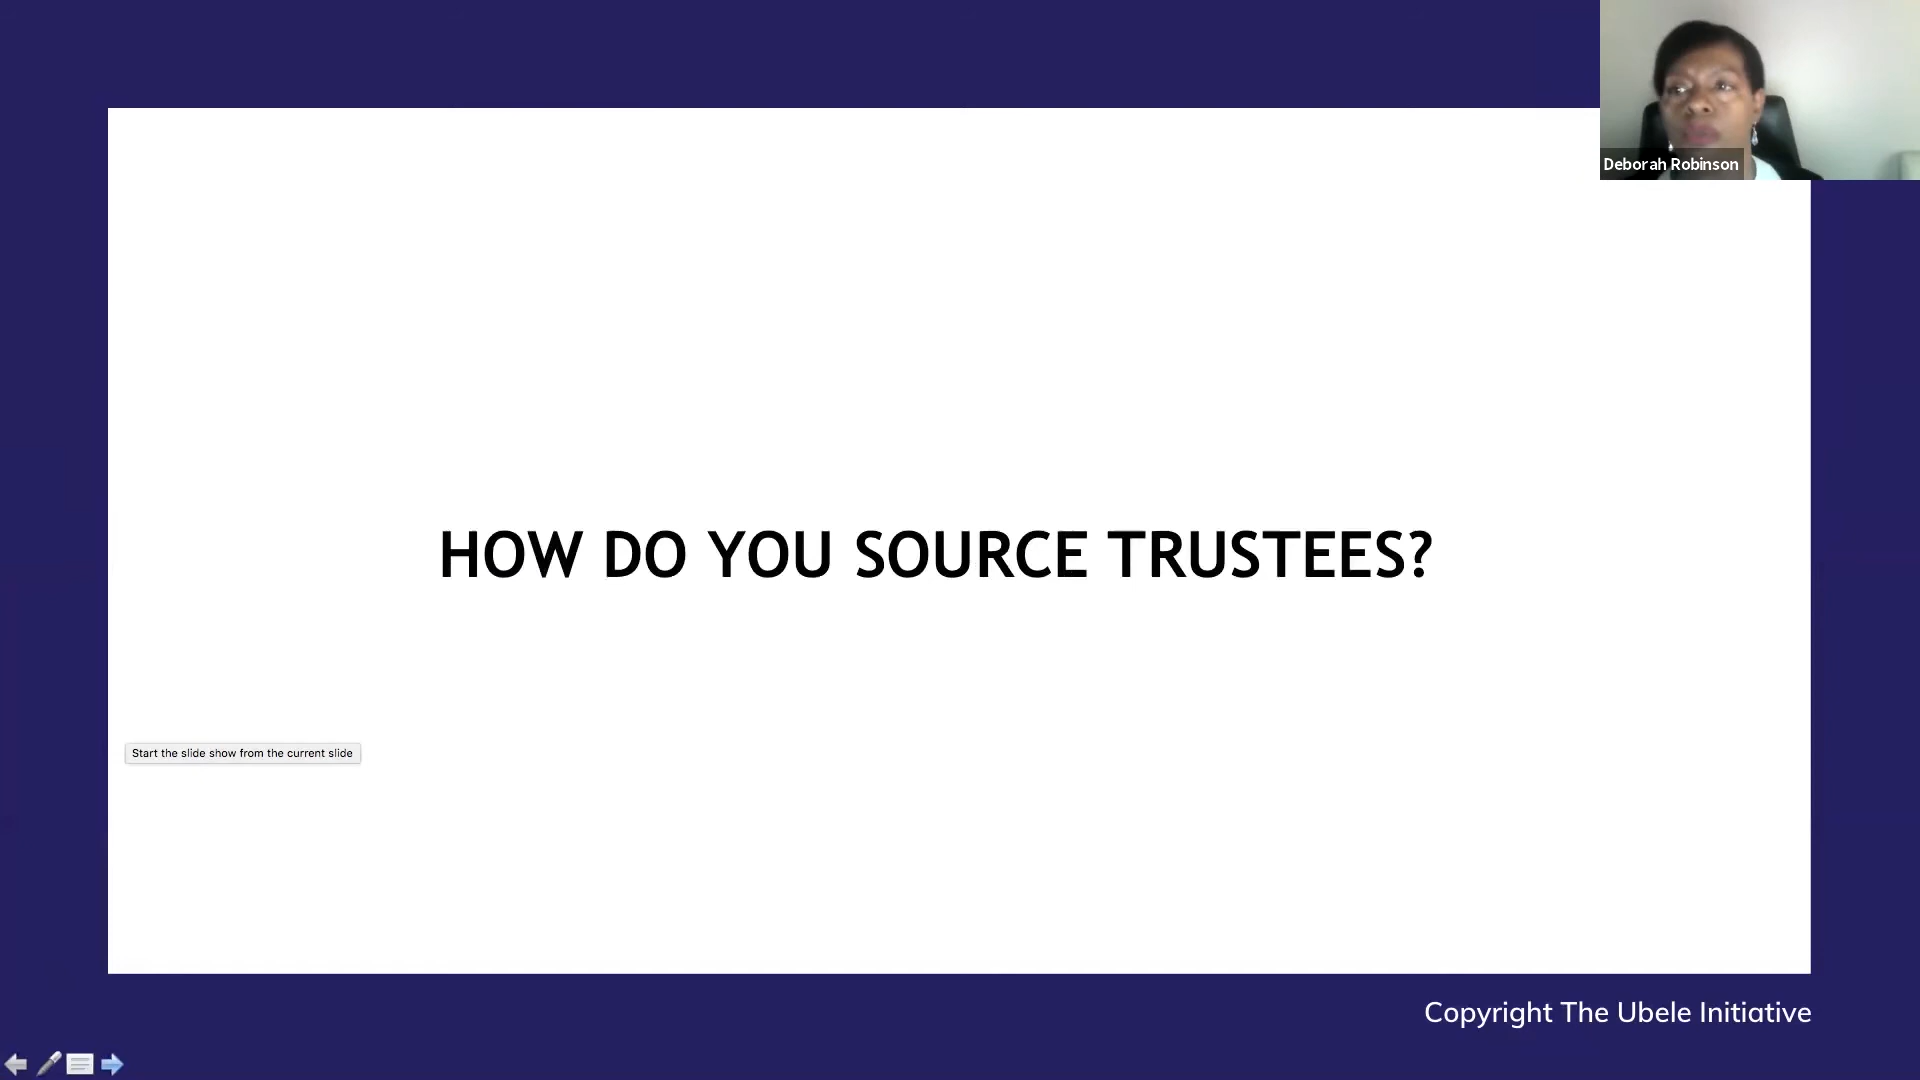 Deborah Robinson
HOW DO YOU SOURCE TRUSTEES?
Start the slide show from the current slide
Copyright The Ubele Initiative